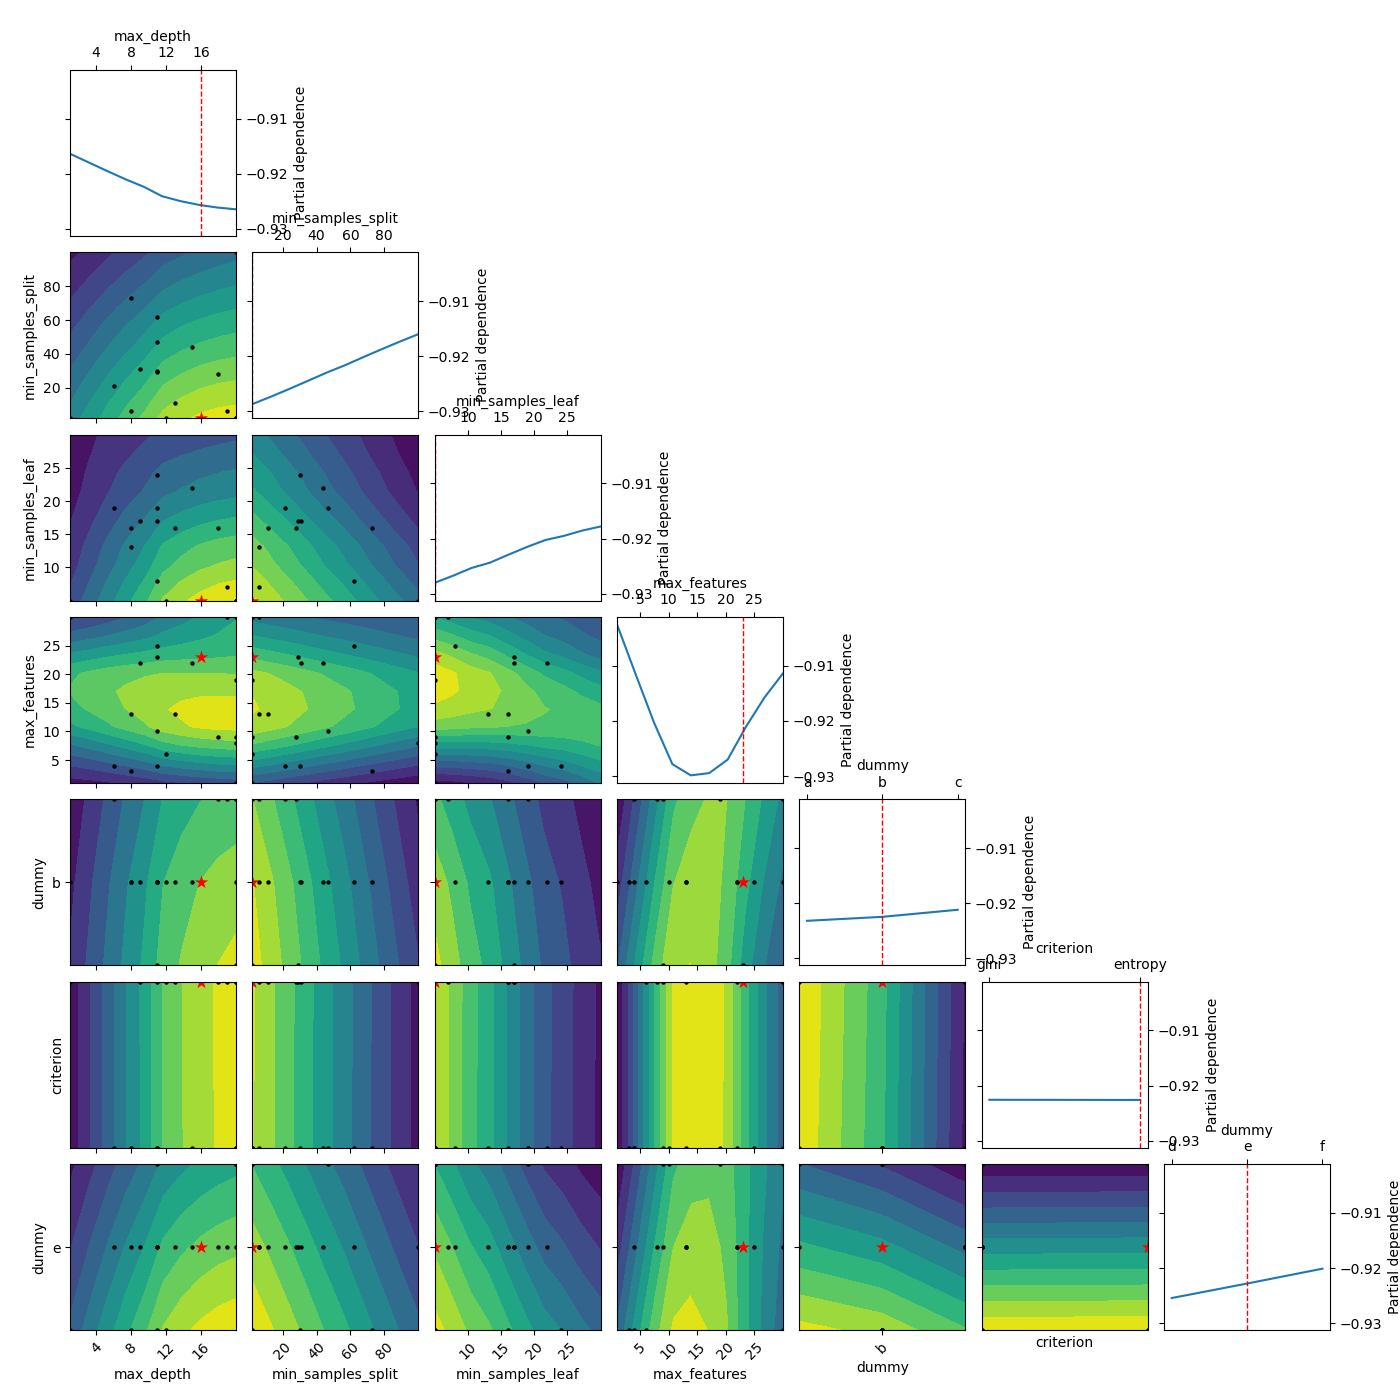 max_depth
4 8 12 16
−0.91
−0.92
−0.93
Partial dependence
min_samples_split
20 40 60 80
80
60
40
20
min_samples_split
−0.91
−0.92
−0.93
Partial dependence
min_samples_leaf
10 15 20 25
25
20
15
10
min_samples_leaf
−0.91
−0.92
−0.93
Partial dependence
max_features
5 10 15 20 25
25
20
15
10
5
max_features
−0.91
−0.92
−0.93
Partial dependence
dummy
a b c
b
dummy
−0.91
−0.92
−0.93
Partial dependence
criterion
gini entropy
criterion
−0.91
−0.92
−0.93
Partial dependence
dummy
d e f
e
dummy
−0.91
−0.92
−0.93
Partial dependence
4 8 12 16 20 40 60 80 10 15 20 25 5 10 15 20 25 b
max_depth min_samples_split min_samples_leaf max_features dummy criterion